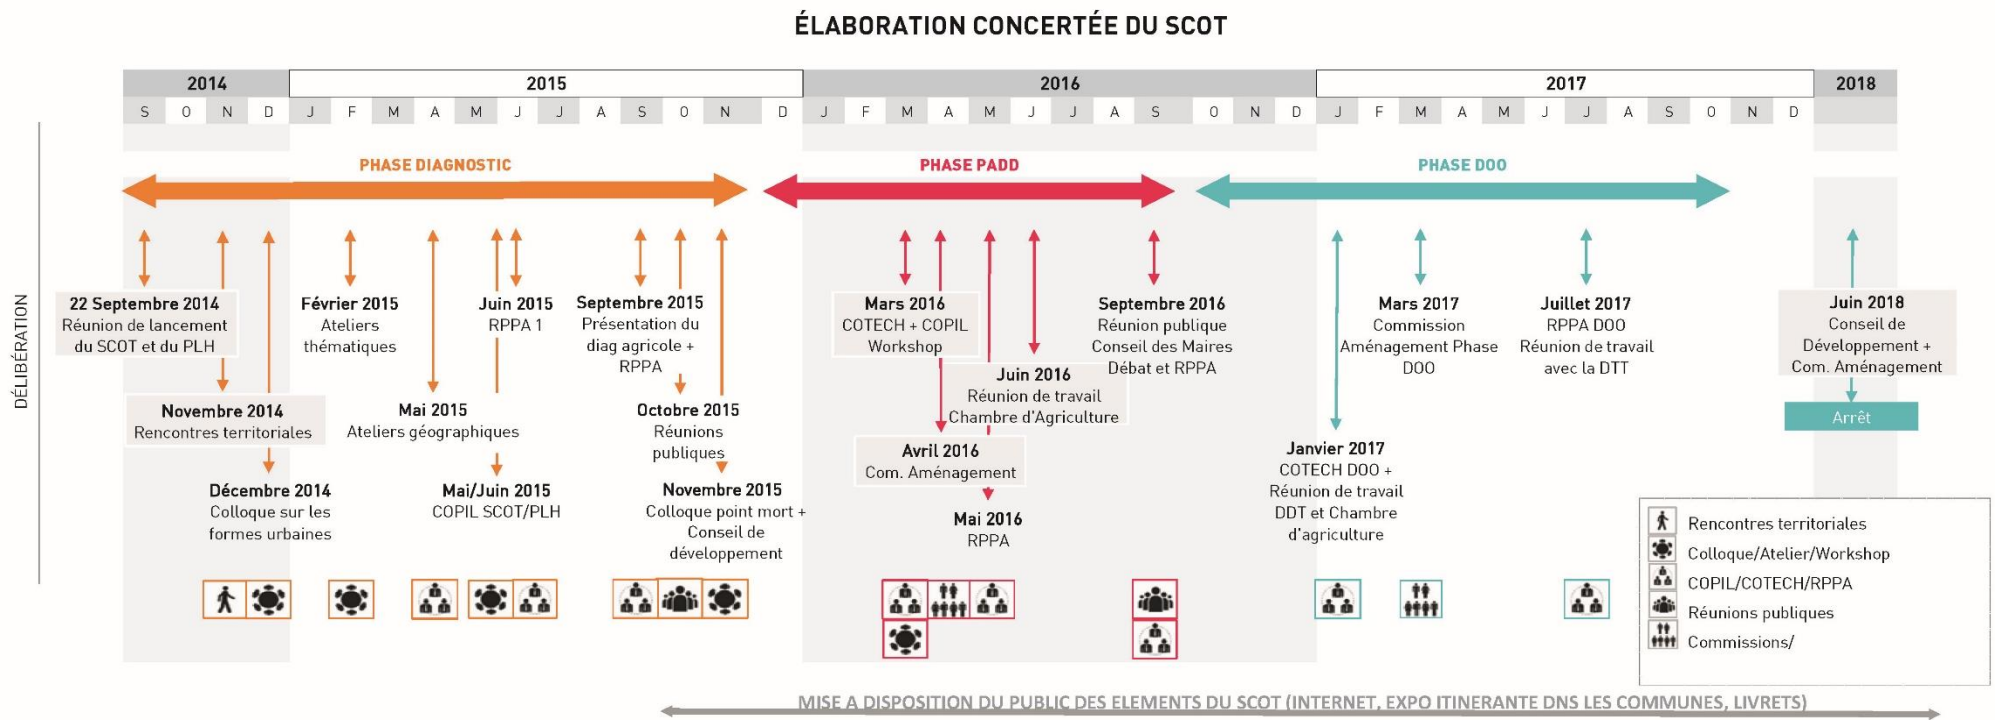 ÉLABORATION CONCERTÉE DU SCOT
2014 2015 2016 2017 2018
S O N D J F M A M J J A S O N D J F M A M J J A S O N D J F M A M J J A S O N D
DÉLIBÉRATION
PHASE DIAGNOSTIC
PHASE PADD
PHASE DOO
22 Septembre 2014
Réunion de lancement
du SCOT et du PLH
Novembre 2014
Rencontres territoriales
Décembre 2014
Colloque sur les
formes urbaines
Février 2015
Ateliers
thématiques
Mai 2015
Ateliers géographiques
Juin 2015
RPPA 1
Mai/Juin 2015
COPIL SCOT/PLH
Septembre 2015
Présentation du
diag agricole +
RPPA
Octobre 2015
Réunions
publiques
Novembre 2015
Colloque point mort +
Conseil de
développement
Mars 2016
COTECH + COPIL
Workshop
Avril 2016
Com. Aménagement
Mai 2016
RPPA
Juin 2016
Réunion de travail
Chambre d'Agriculture
Septembre 2016
Réunion publique
Conseil des Maires
Débat et RPPA
Janvier 2017
COTECH DOO +
Réunion de travail
DDT et Chambre
d'agriculture
Mars 2017
Commission
Aménagement Phase
DOO
Juillet 2017
RPPA DOO
Réunion de travail
avec la DTT
Juin 2018
Conseil de
Développement +
Com. Aménagement
Arrêt
Rencontres territoriales
Colloque/Atelier/Workshop
COPIL/COTECH/RPPA
Réunions publiques
Commissions/
MISE A DISPOSITION DU PUBLIC DES ELEMENTS DU SCOT (INTERNET, EXPO ITINERANTE DNS LES COMMUNES, LIVRETS)